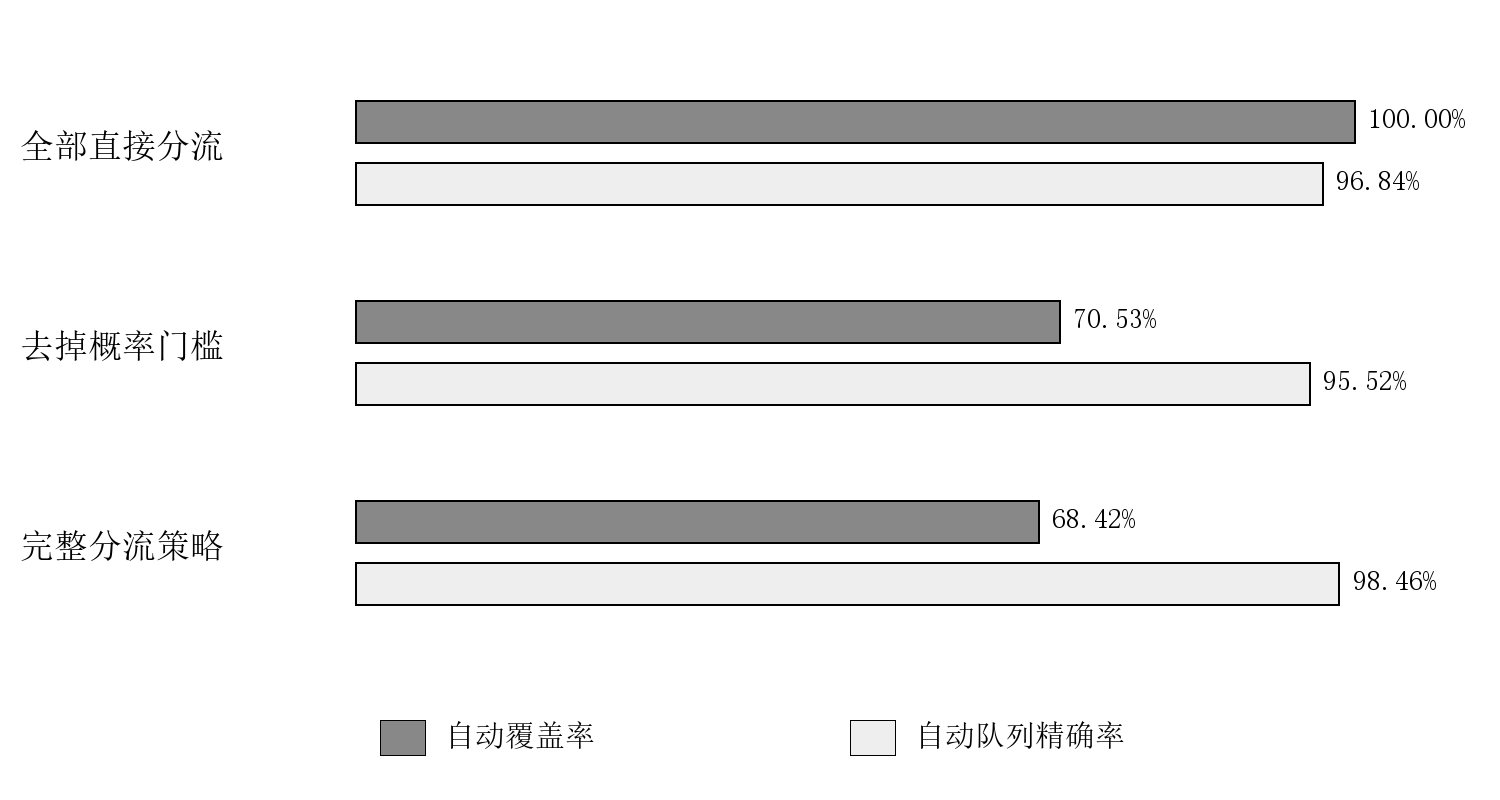 全部直接分流
100.00%
96.84%
去掉概率门槛
70.53%
95.52%
完整分流策略
68.42%
98.46%
自动覆盖率
自动队列精确率